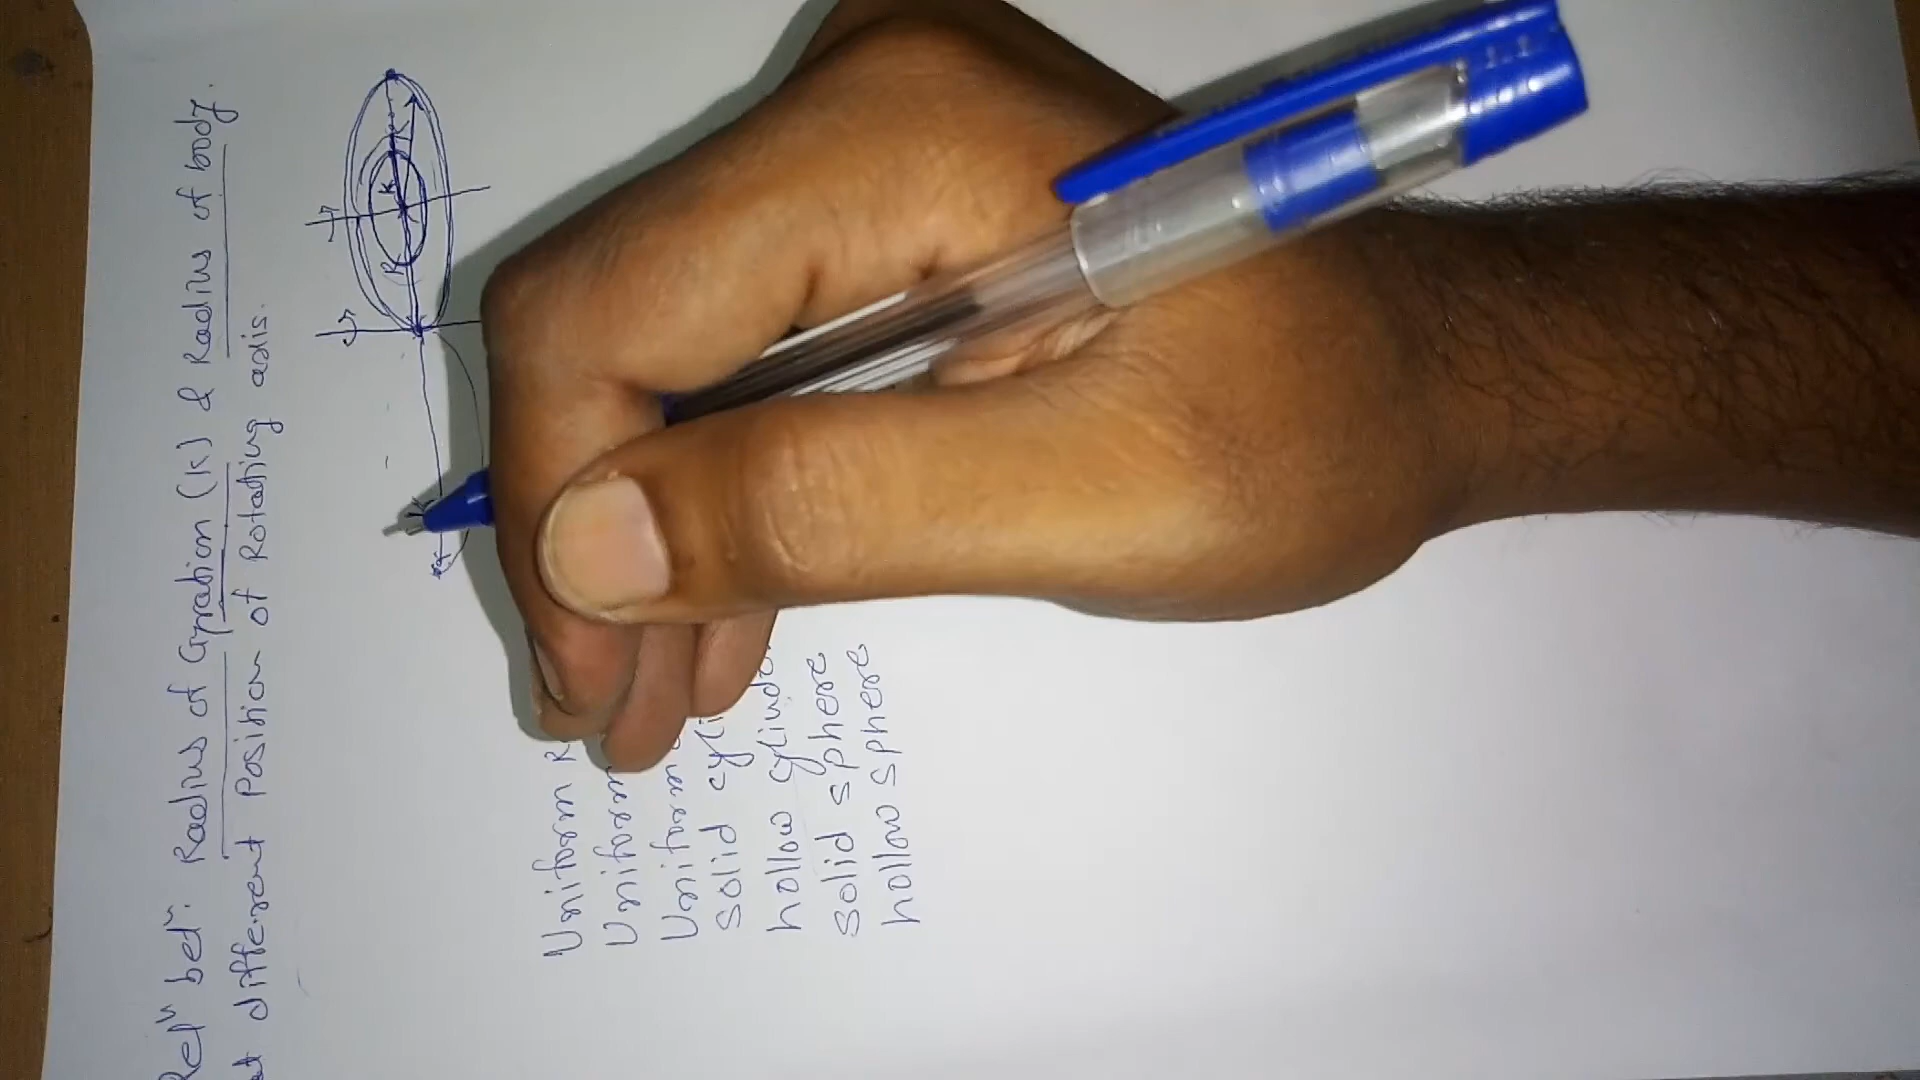 Relⁿ betⁿ. Radius of Gyration (K) & Radius of body.
at different Position of Rotating axis.
K
R
R
Uniform R
Uniform
Uniform
Solid cyli
hollow cylinde
Solid sphere
hollow sphere